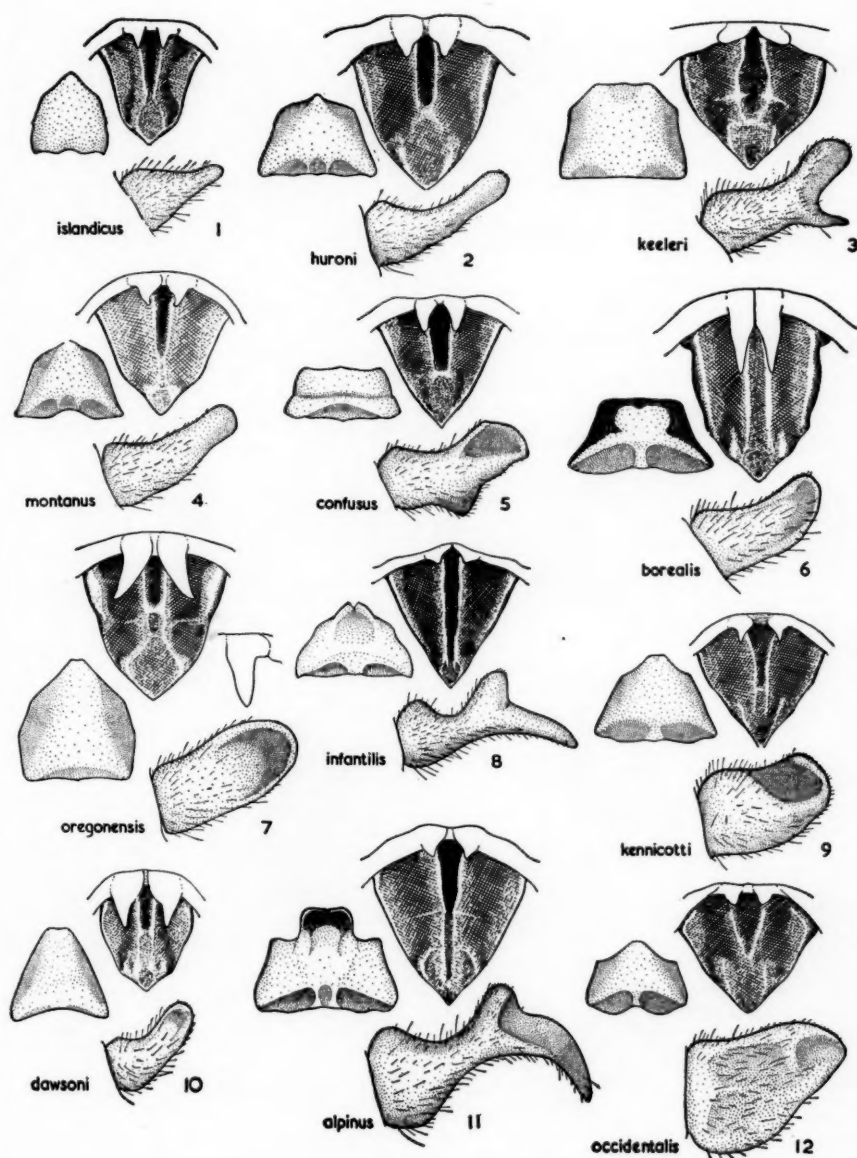 islandicus 1
huroni 2
keeleri 3
montanus 4
confusus 5
borealis 6
oregonensis 7
infantilis 8
kennicotti 9
dawsoni 10
alpinus 11
occidentalis 12